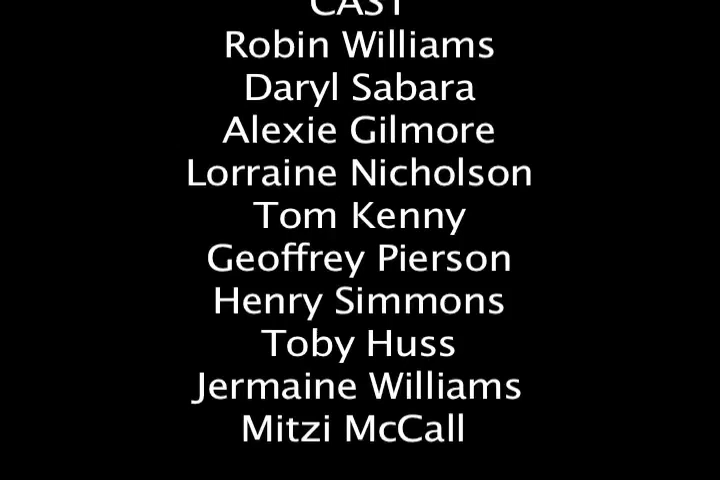 CAST
Robin Williams
Daryl Sabara
Alexie Gilmore
Lorraine Nicholson
Tom Kenny
Geoffrey Pierson
Henry Simmons
Toby Huss
Jermaine Williams
Mitzi McCall